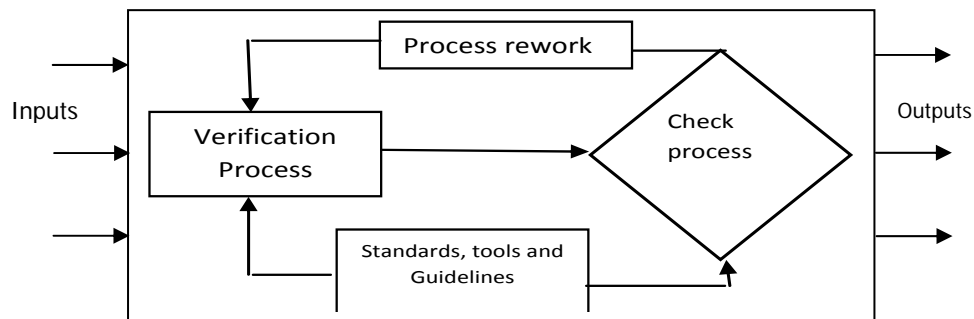 Process rework
Inputs
Verification
Process
Check
process
Outputs
Standards, tools and
Guidelines